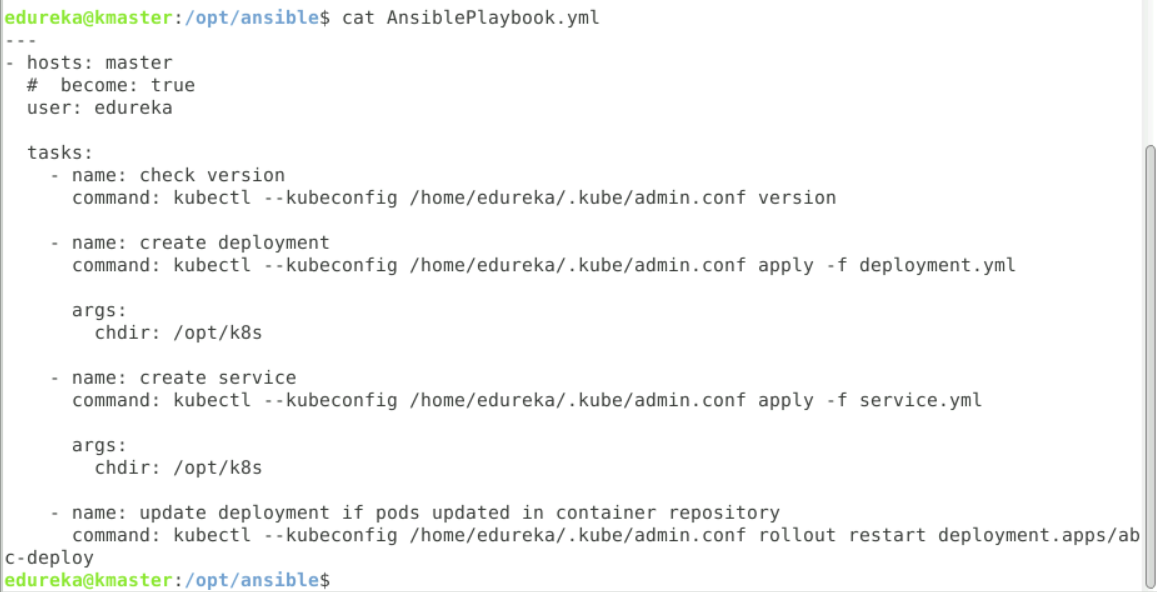 edureka@kmaster:/opt/ansible$ cat AnsiblePlaybook.yml
---
- hosts: master
  #  become: true
  user: edureka

  tasks:
    - name: check version
      command: kubectl --kubeconfig /home/edureka/.kube/admin.conf version

    - name: create deployment
      command: kubectl --kubeconfig /home/edureka/.kube/admin.conf apply -f deployment.yml

      args:
        chdir: /opt/k8s

    - name: create service
      command: kubectl --kubeconfig /home/edureka/.kube/admin.conf apply -f service.yml

      args:
        chdir: /opt/k8s

    - name: update deployment if pods updated in container repository
      command: kubectl --kubeconfig /home/edureka/.kube/admin.conf rollout restart deployment.apps/ab
c-deploy
edureka@kmaster:/opt/ansible$